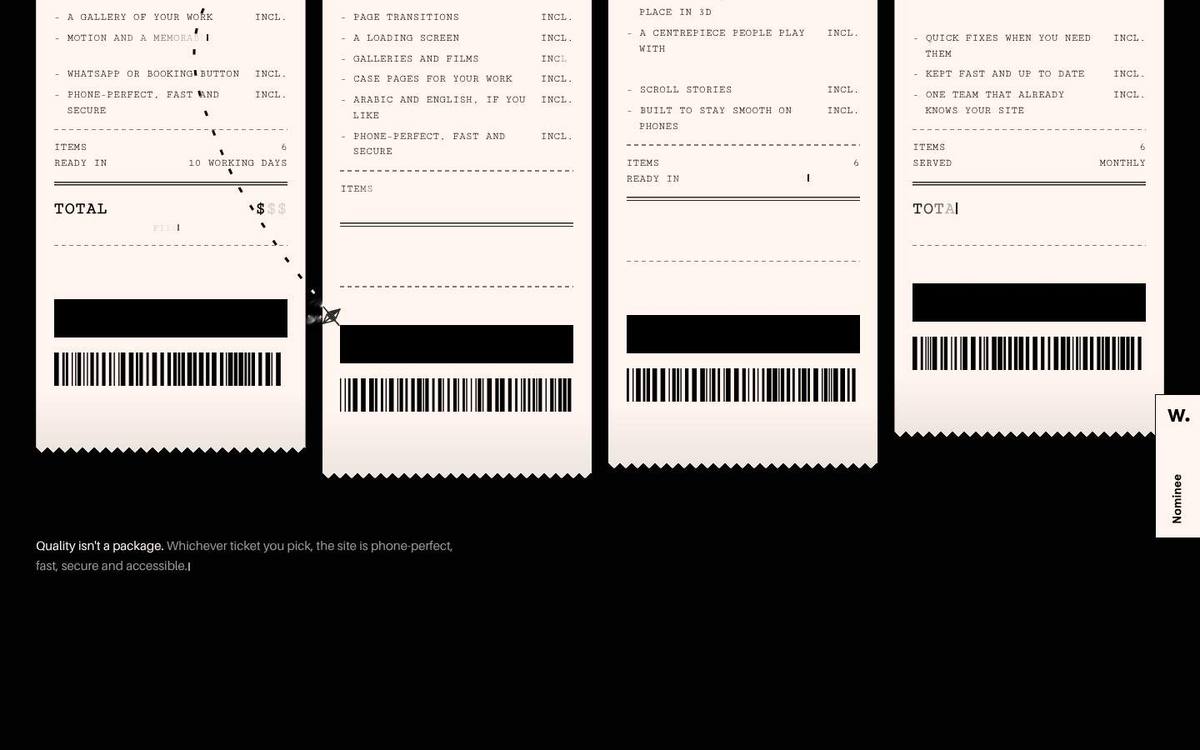 - A GALLERY OF YOUR WORK INCL.
- MOTION AND A
- WHATSAPP OR BOOKING BUTTON INCL.
- PHONE-PERFECT, FAST AND INCL.
SECURE
ITEMS 6
READY IN 10 WORKING DAYS
TOTAL $$$
- PAGE TRANSITIONS INCL.
- A LOADING SCREEN INCL.
- GALLERIES AND FILMS INCL
- CASE PAGES FOR YOUR WORK INCL.
- ARABIC AND ENGLISH, IF YOU INCL.
LIKE
- PHONE-PERFECT, FAST AND INCL.
SECURE
ITEMS
PLACE IN 3D
- A CENTREPIECE PEOPLE PLAY INCL.
WITH
- SCROLL STORIES INCL.
- BUILT TO STAY SMOOTH ON INCL.
PHONES
ITEMS 6
READY IN
- QUICK FIXES WHEN YOU NEED INCL.
THEM
- KEPT FAST AND UP TO DATE INCL.
- ONE TEAM THAT ALREADY INCL.
KNOWS YOUR SITE
ITEMS 6
SERVED MONTHLY
TOTA
W.
Nominee
Quality isn't a package. Whichever ticket you pick, the site is phone-perfect,
fast, secure and accessible.